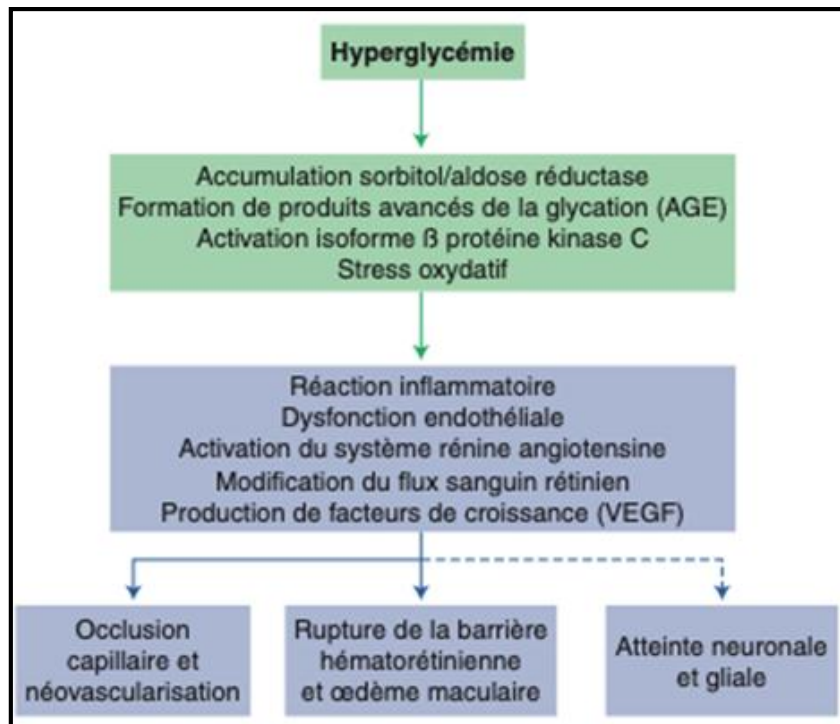 Hyperglycémie
Accumulation sorbitol/aldose réductase
Formation de produits avancés de la glycation (AGE)
Activation isoforme ß protéine kinase C
Stress oxydatif
Réaction inflammatoire
Dysfonction endothéliale
Activation du système rénine angiotensine
Modification du flux sanguin rétinien
Production de facteurs de croissance (VEGF)
Occlusion
capillaire et
néovascularisation
Rupture de la barrière
hématorétinienne
et œdème maculaire
Atteinte neuronale
et gliale